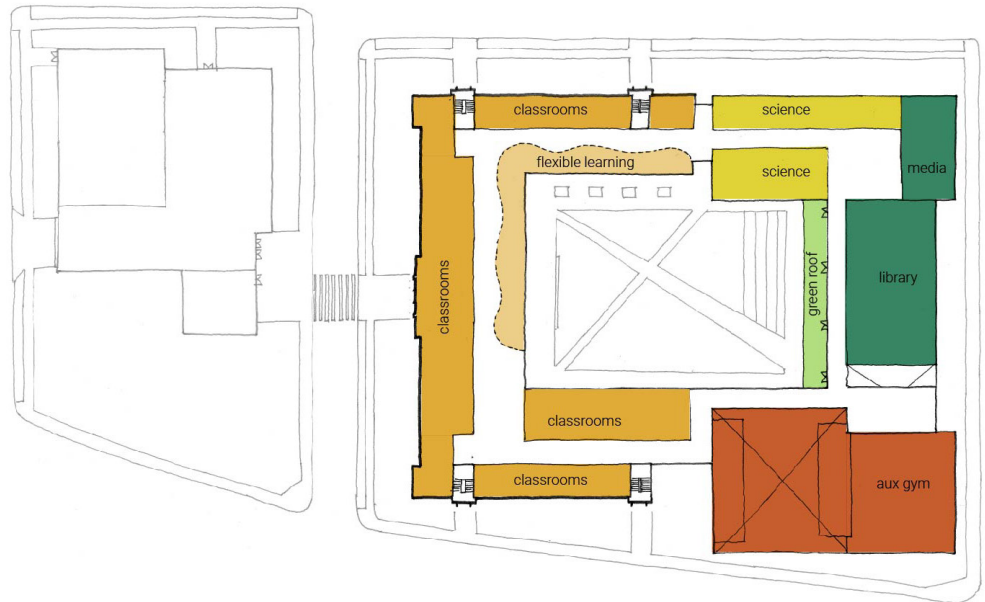 classrooms
science
flexible learning
science
media
classrooms
green roof
library
classrooms
classrooms
aux gym